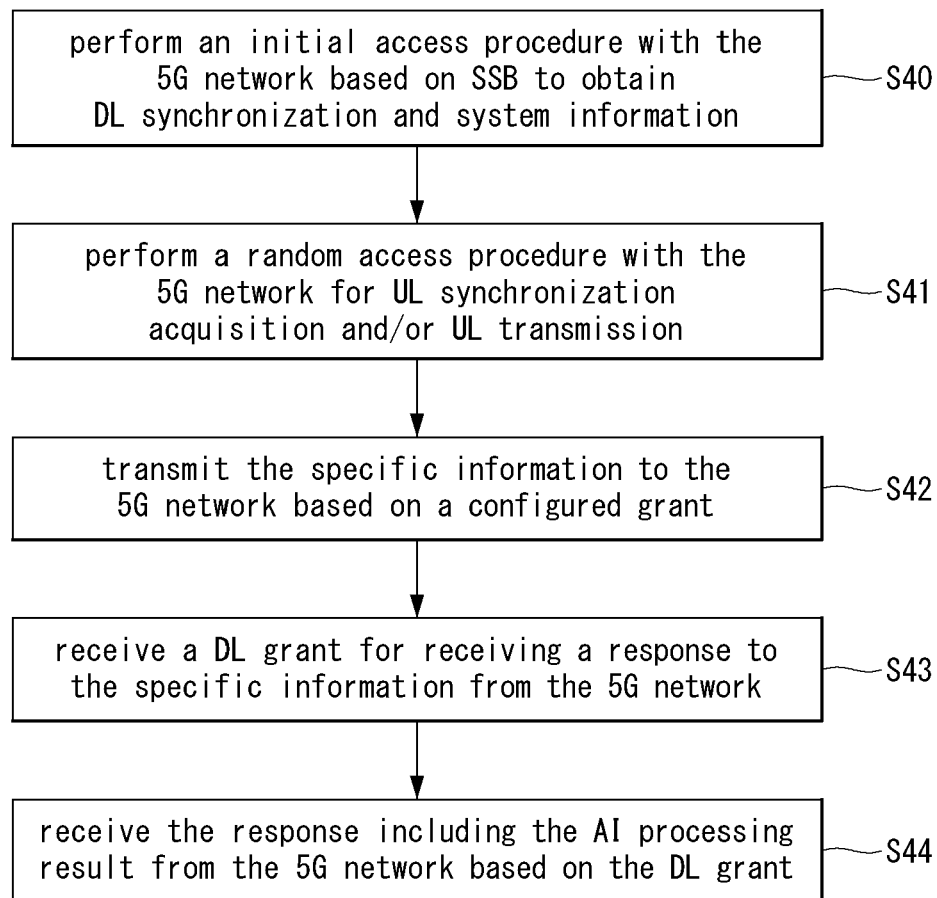 perform an initial access procedure with the
5G network based on SSB to obtain
DL synchronization and system information
S40
perform a random access procedure with the
5G network for UL synchronization
acquisition and/or UL transmission
S41
transmit the specific information to the
5G network based on a configured grant
S42
receive a DL grant for receiving a response to
the specific information from the 5G network
S43
receive the response including the AI processing
result from the 5G network based on the DL grant
S44